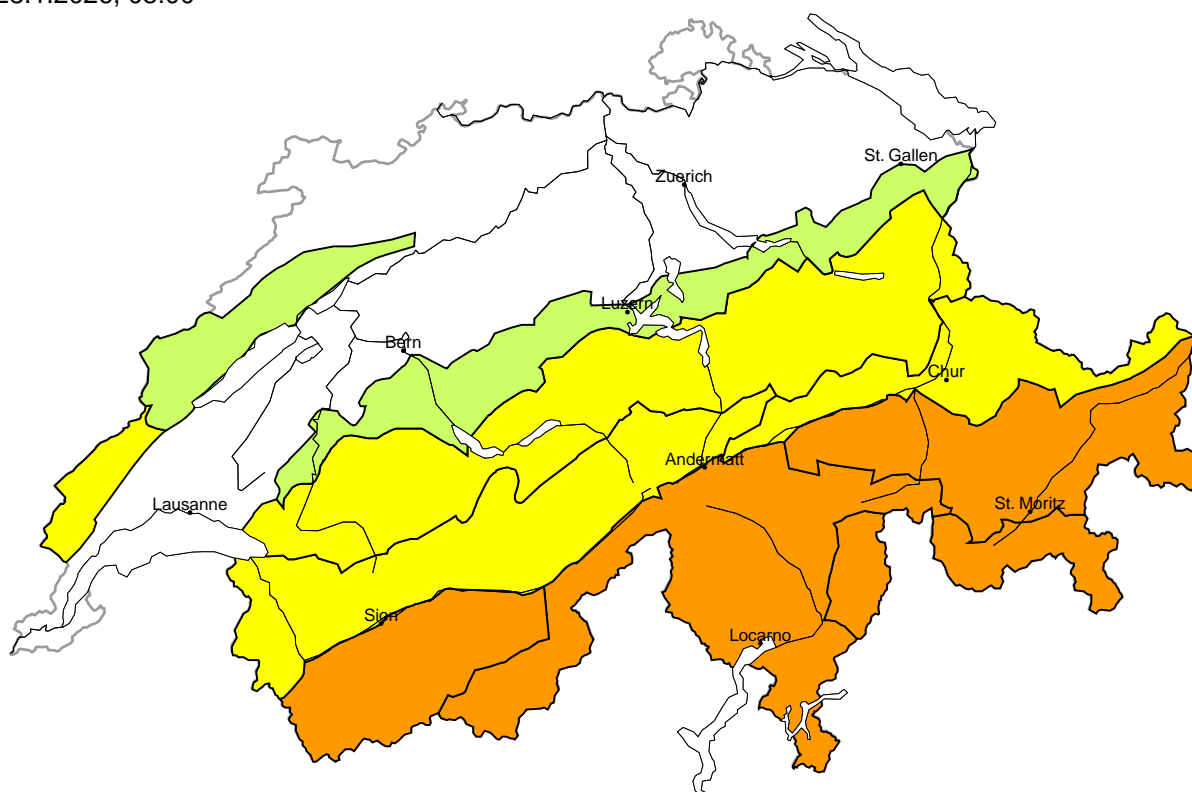 St. Gallen
Zuerich
Luzern
Bern
Chur
Andermatt
Lausanne
St. Moritz
Sion
Locarno